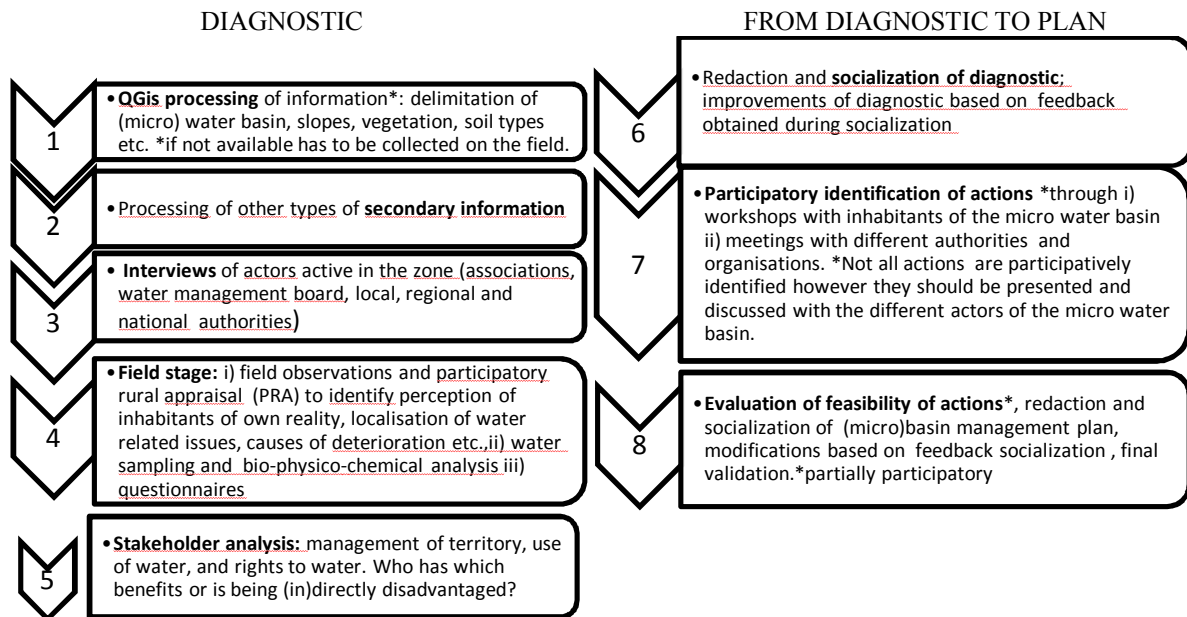 DIAGNOSTIC
1
•QGis processing of information*: delimitation of
(micro) water basin, slopes, vegetation, soil types
etc. *if not available has to be collected on the field.
2
•Processing of other types of secondary information
3
• Interviews of actors active in the zone (associations,
water management board, local, regional and
national authorities)
4
•Field stage: i) field observations and participatory
rural appraisal (PRA) to identify perception of
inhabitants of own reality, localisation of water
related issues, causes of deterioration etc.,ii) water
sampling and bio-physico-chemical analysis iii)
questionnaires
5
•Stakeholder analysis: management of territory, use
of water, and rights to water. Who has which
benefits or is being (in)directly disadvantaged?
FROM DIAGNOSTIC TO PLAN
6
•Redaction and socialization of diagnostic;
improvements of diagnostic based on feedback
obtained during socialization
7
•Participatory identification of actions *through i)
workshops with inhabitants of the micro water basin
ii) meetings with different authorities and
organisations. *Not all actions are participatively
identified however they should be presented and
discussed with the different actors of the micro water
basin.
8
•Evaluation of feasibility of actions*, redaction and
socialization of (micro)basin management plan,
modifications based on feedback socialization , final
validation.*partially participatory